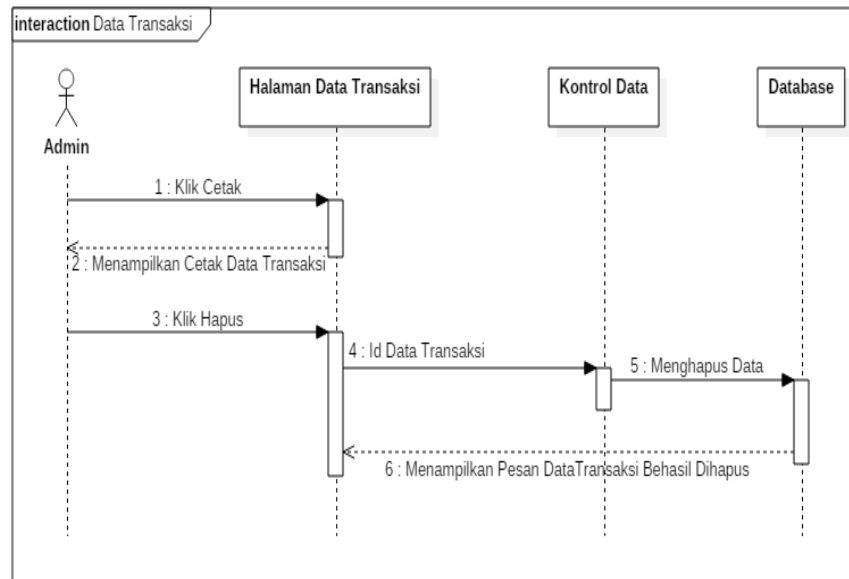 interaction Data Transaksi
Halaman Data Transaksi
Kontrol Data
Database
Admin
1 : Klik Cetak
2 : Menampilkan Cetak Data Transaksi
3 : Klik Hapus
4 : Id Data Transaksi
5 : Menghapus Data
6 : Menampilkan Pesan DataTransaksi Behasil Dihapus